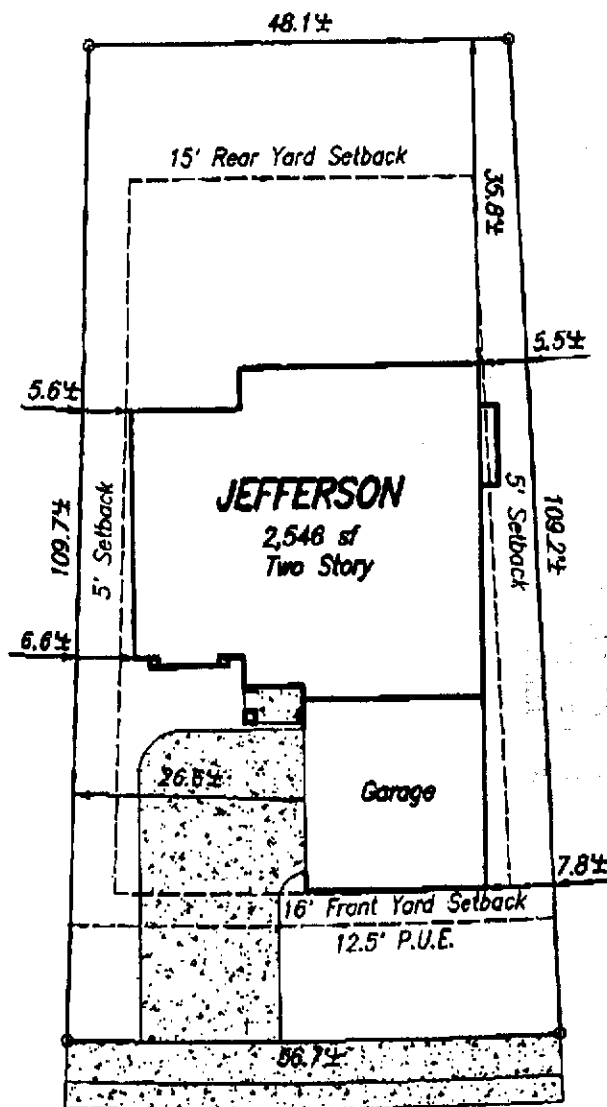 48.1'±
15' Rear Yard Setback
35.8'±
5.5'±
5.6'±
JEFFERSON
2,546 sf
Two Story
5' Setback
109.7'±
5' Setback
109.2'±
6.6'±
26.6'±
Garage
7.8'±
16' Front Yard Setback
12.5' P.U.E.
56.7'±